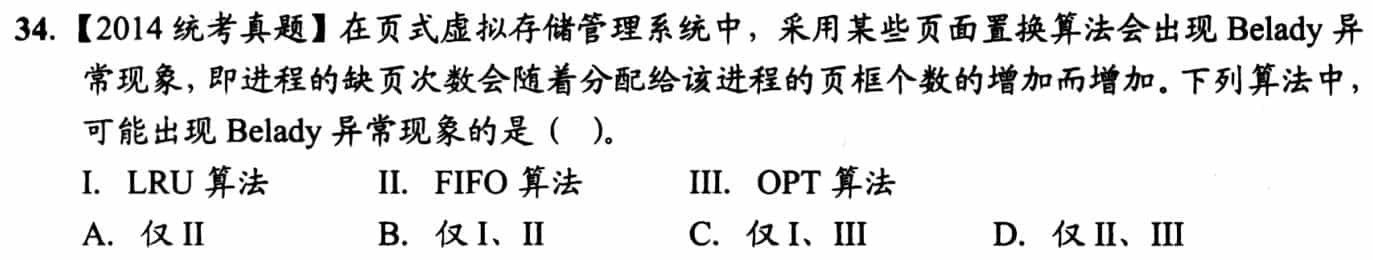 34.【2014 统考真题】在页式虚拟存储管理系统中，采用某些页面置换算法会出现 Belady 异
常现象，即进程的缺页次数会随着分配给该进程的页框个数的增加而增加。下列算法中，
可能出现 Belady 异常现象的是（ ）。
I. LRU 算法 II. FIFO 算法 III. OPT 算法
A. 仅 II B. 仅 I、II C. 仅 I、III D. 仅 II、III